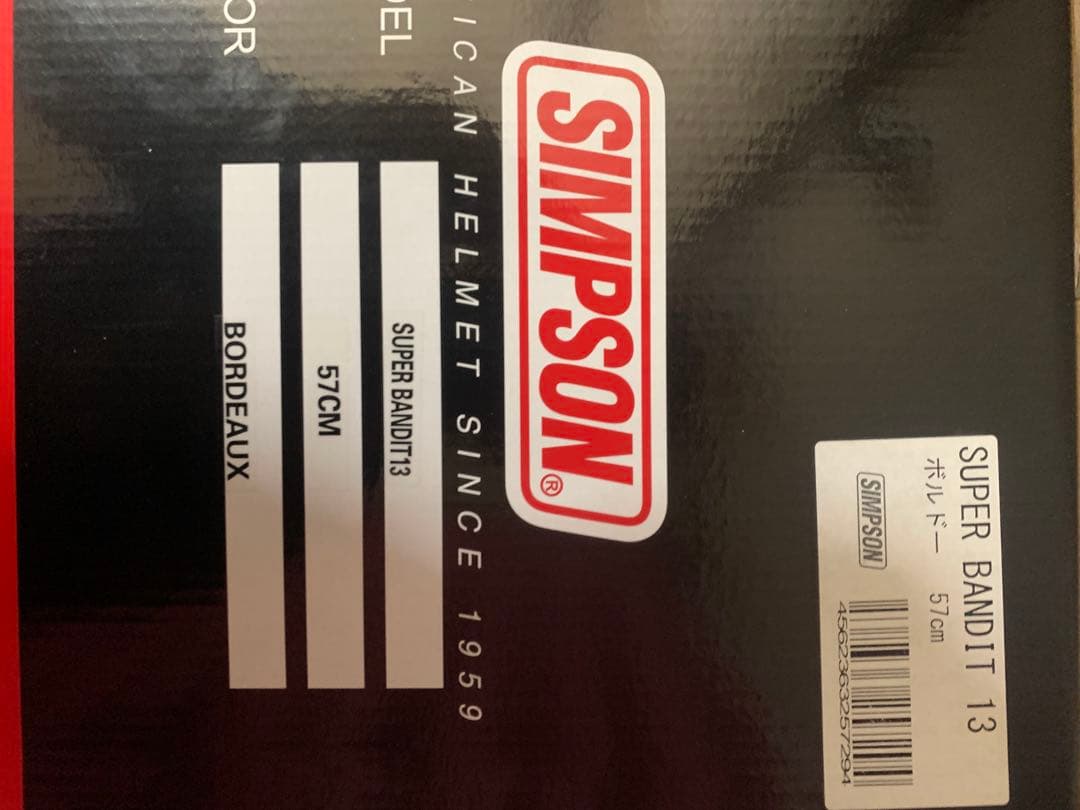 SUPER BANDIT 13
ボルドー 57cm
SIMPSON
4562363257294
SIMPSON®
ICAN HELMET SINCE 1959
DEL
SUPER BANDIT13
57CM
OR
BORDEAUX